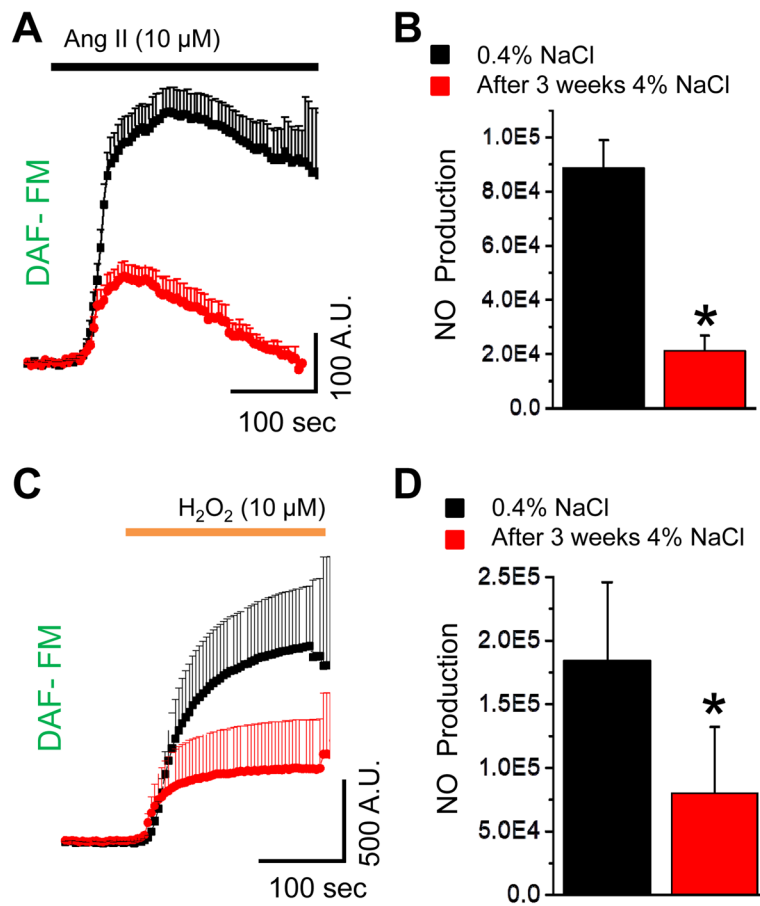 A
Ang II (10 µM)
DAF- FM
100 A.U.
100 sec
B
0.4% NaCl
After 3 weeks 4% NaCl
NO Production
1.0E5
8.0E4
6.0E4
4.0E4
2.0E4
0.0
*
C
H₂O₂ (10 µM)
DAF- FM
500 A.U.
100 sec
D
0.4% NaCl
After 3 weeks 4% NaCl
NO Production
2.5E5
2.0E5
1.5E5
1.0E5
5.0E4
0.0
*